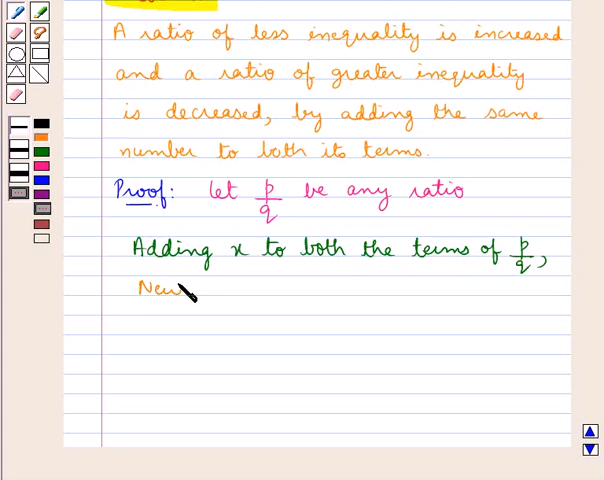 A ratio of less inequality is increased
and a ratio of greater inequality
is decreased, by adding the same
number to both its terms.
Proof: let p/q be any ratio
Adding x to both the terms of p/q,
New